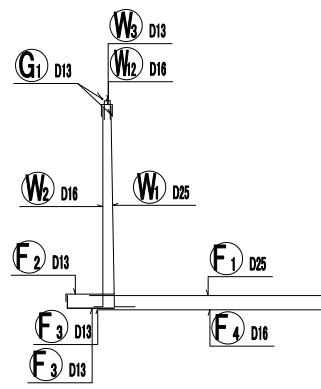 W3 D13
G1 D13
W12 D16
W2 D16
W1 D25
F2 D13
F1 D25
F3 D13
F4 D16
F3 D13